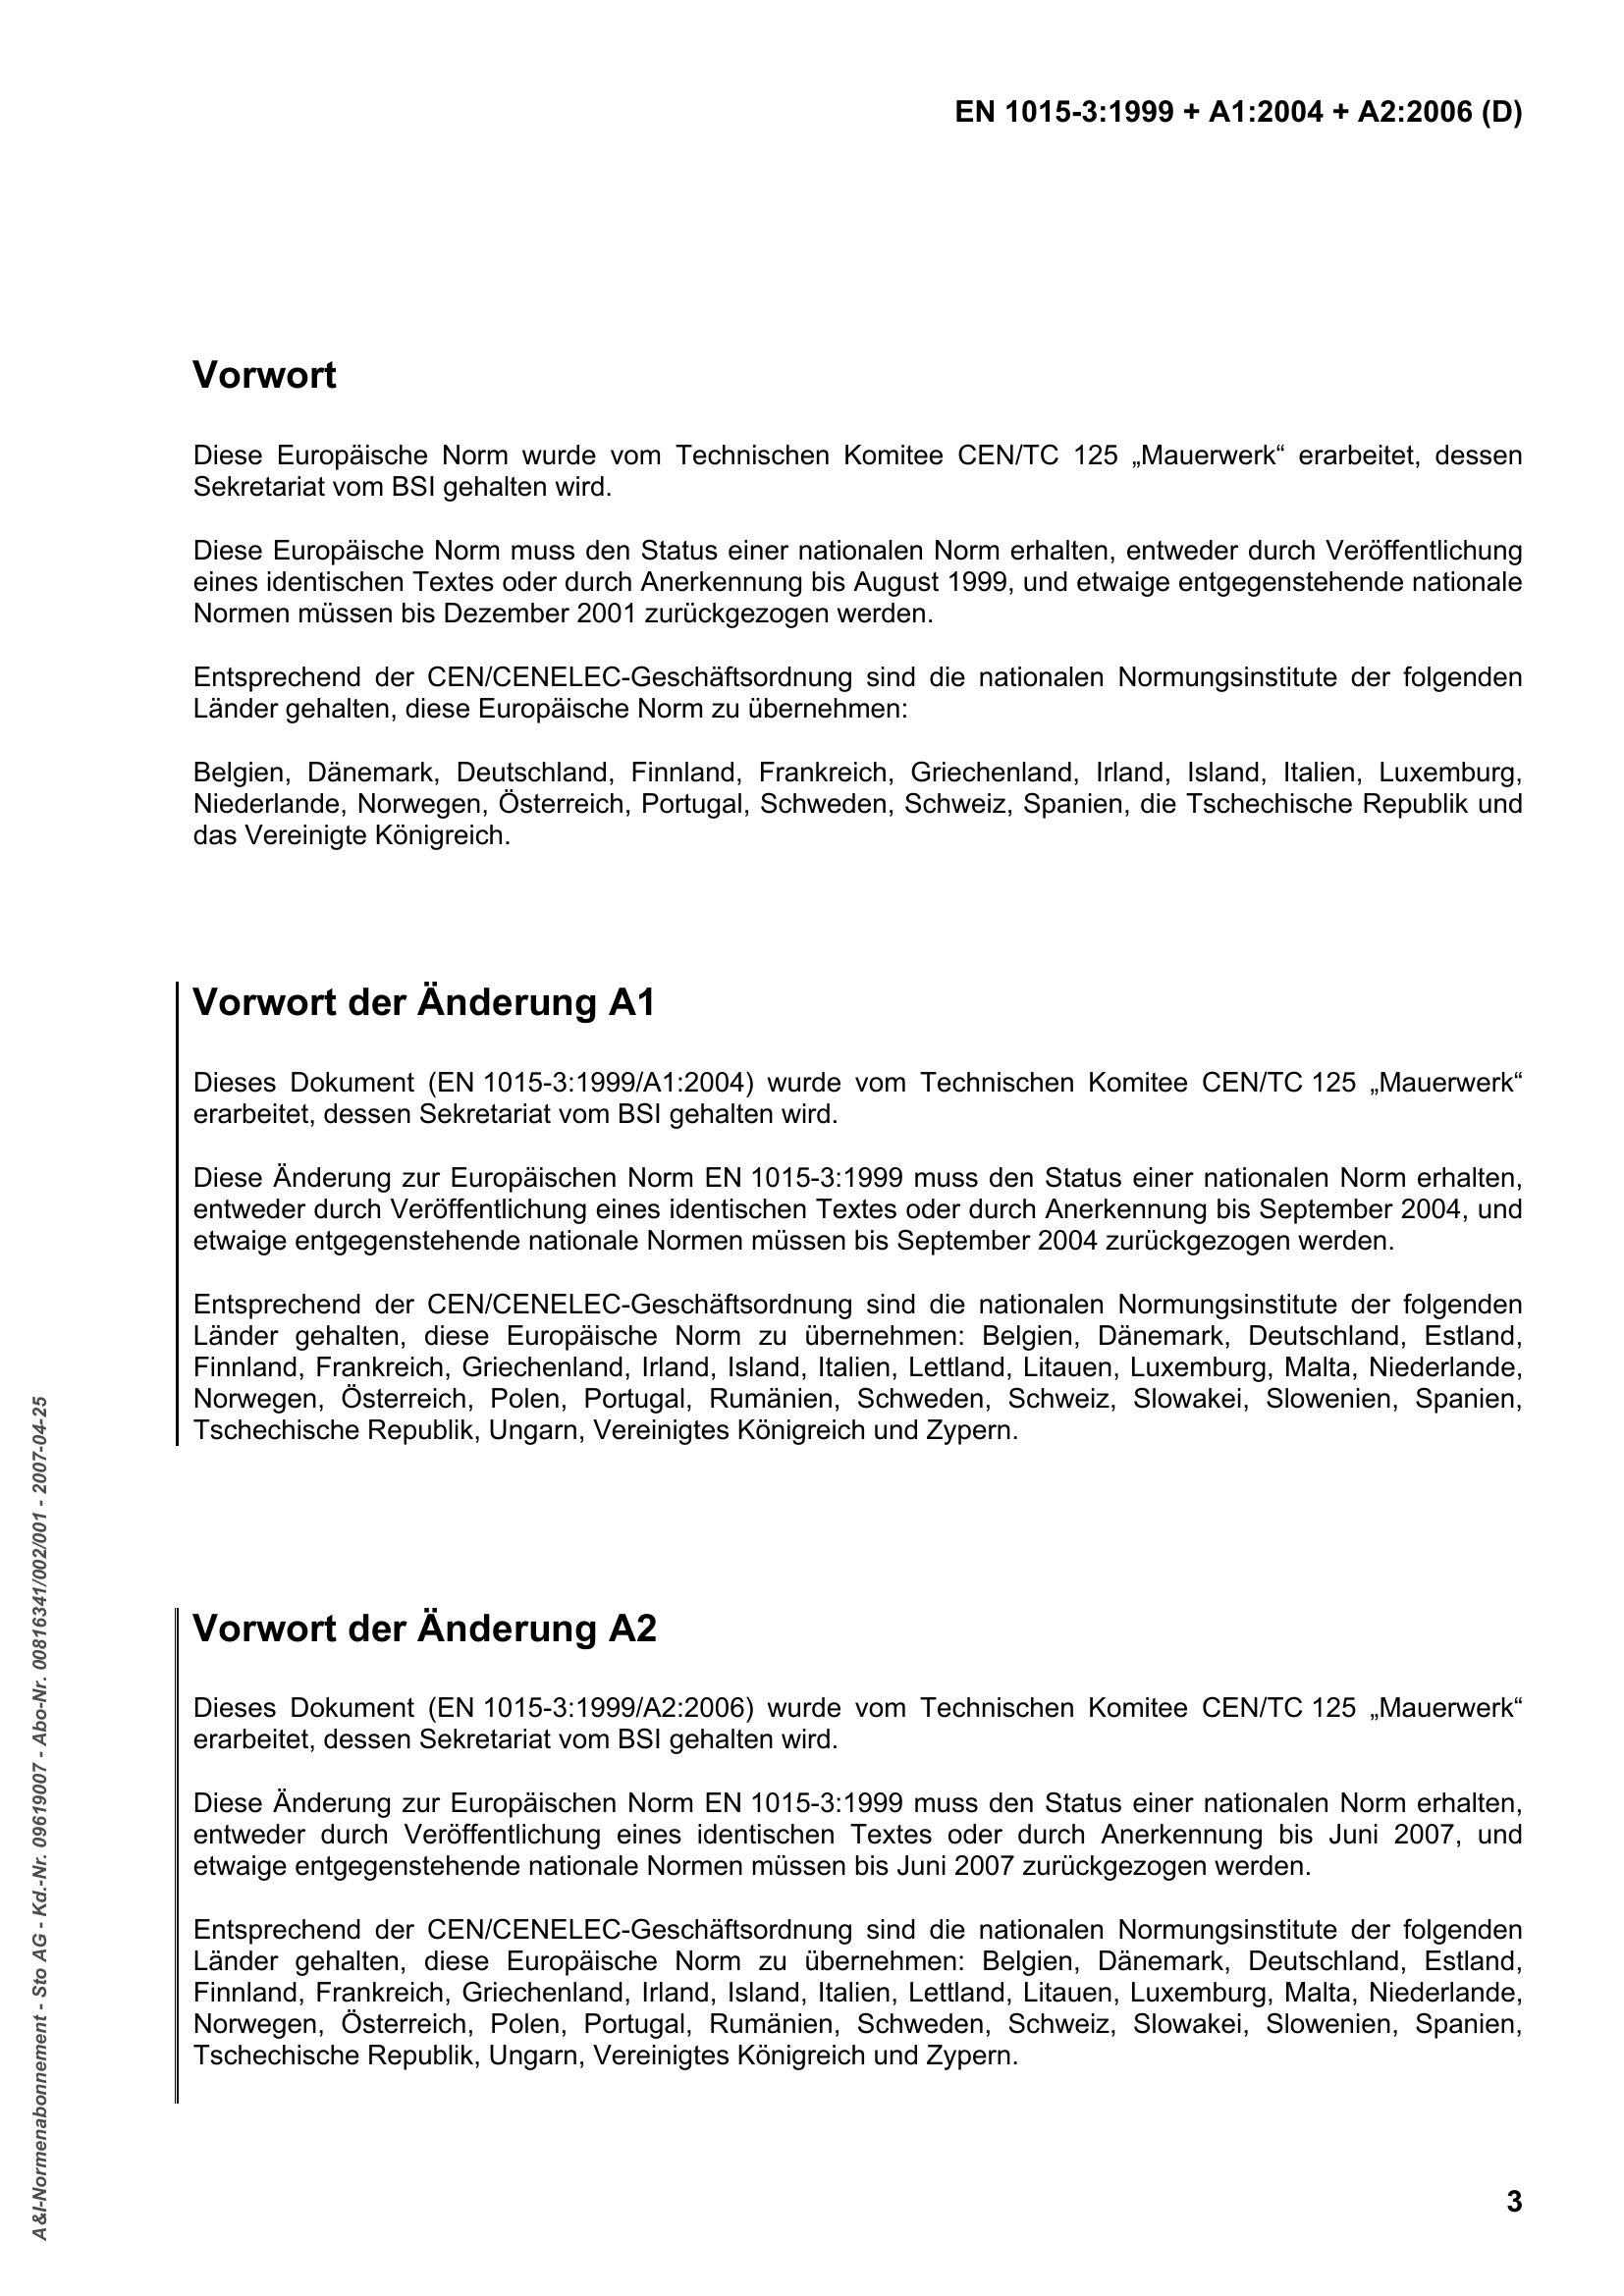 EN 1015-3:1999 + A1:2004 + A2:2006 (D)
Vorwort
Diese Europäische Norm wurde vom Technischen Komitee CEN/TC 125 „Mauerwerk“ erarbeitet, dessen
Sekretariat vom BSI gehalten wird.
Diese Europäische Norm muss den Status einer nationalen Norm erhalten, entweder durch Veröffentlichung
eines identischen Textes oder durch Anerkennung bis August 1999, und etwaige entgegenstehende nationale
Normen müssen bis Dezember 2001 zurückgezogen werden.
Entsprechend der CEN/CENELEC-Geschäftsordnung sind die nationalen Normungsinstitute der folgenden
Länder gehalten, diese Europäische Norm zu übernehmen:
Belgien, Dänemark, Deutschland, Finnland, Frankreich, Griechenland, Irland, Island, Italien, Luxemburg,
Niederlande, Norwegen, Österreich, Portugal, Schweden, Schweiz, Spanien, die Tschechische Republik und
das Vereinigte Königreich.
Vorwort der Änderung A1
Dieses Dokument (EN 1015-3:1999/A1:2004) wurde vom Technischen Komitee CEN/TC 125 „Mauerwerk“
erarbeitet, dessen Sekretariat vom BSI gehalten wird.
Diese Änderung zur Europäischen Norm EN 1015-3:1999 muss den Status einer nationalen Norm erhalten,
entweder durch Veröffentlichung eines identischen Textes oder durch Anerkennung bis September 2004, und
etwaige entgegenstehende nationale Normen müssen bis September 2004 zurückgezogen werden.
Entsprechend der CEN/CENELEC-Geschäftsordnung sind die nationalen Normungsinstitute der folgenden
Länder gehalten, diese Europäische Norm zu übernehmen: Belgien, Dänemark, Deutschland, Estland,
Finnland, Frankreich, Griechenland, Irland, Island, Italien, Lettland, Litauen, Luxemburg, Malta, Niederlande,
Norwegen, Österreich, Polen, Portugal, Rumänien, Schweden, Schweiz, Slowakei, Slowenien, Spanien,
Tschechische Republik, Ungarn, Vereinigtes Königreich und Zypern.
Vorwort der Änderung A2
Dieses Dokument (EN 1015-3:1999/A2:2006) wurde vom Technischen Komitee CEN/TC 125 „Mauerwerk“
erarbeitet, dessen Sekretariat vom BSI gehalten wird.
Diese Änderung zur Europäischen Norm EN 1015-3:1999 muss den Status einer nationalen Norm erhalten,
entweder durch Veröffentlichung eines identischen Textes oder durch Anerkennung bis Juni 2007, und
etwaige entgegenstehende nationale Normen müssen bis Juni 2007 zurückgezogen werden.
Entsprechend der CEN/CENELEC-Geschäftsordnung sind die nationalen Normungsinstitute der folgenden
Länder gehalten, diese Europäische Norm zu übernehmen: Belgien, Dänemark, Deutschland, Estland,
Finnland, Frankreich, Griechenland, Irland, Island, Italien, Lettland, Litauen, Luxemburg, Malta, Niederlande,
Norwegen, Österreich, Polen, Portugal, Rumänien, Schweden, Schweiz, Slowakei, Slowenien, Spanien,
Tschechische Republik, Ungarn, Vereinigtes Königreich und Zypern.
3
A&I-Normenabonnement - Sto AG - Kd.-Nr. 09619007 - Abo-Nr. 00816341/002/001 - 2007-04-25